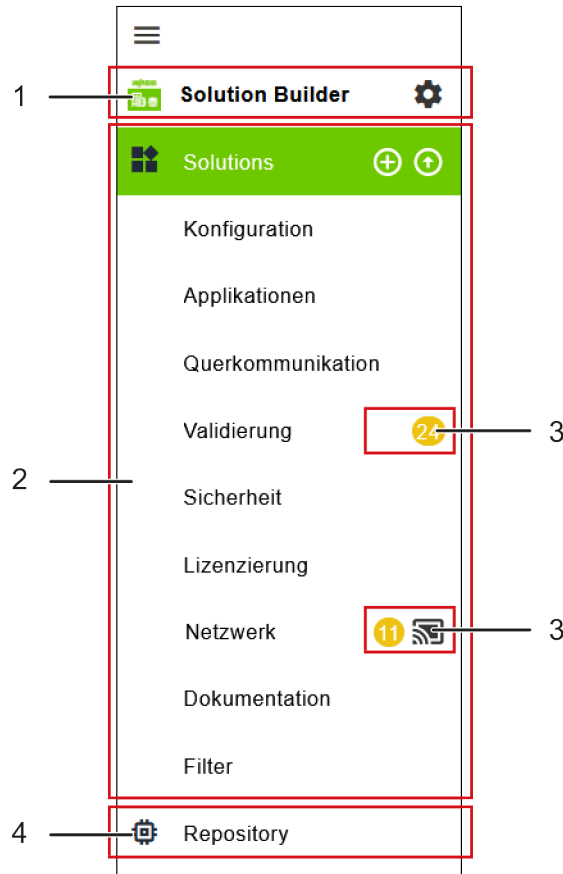 1
Solution Builder
Solutions
Konfiguration
Applikationen
Querkommunikation
Validierung 24 3
2
Sicherheit
Lizenzierung
Netzwerk 11 3
Dokumentation
Filter
4 Repository